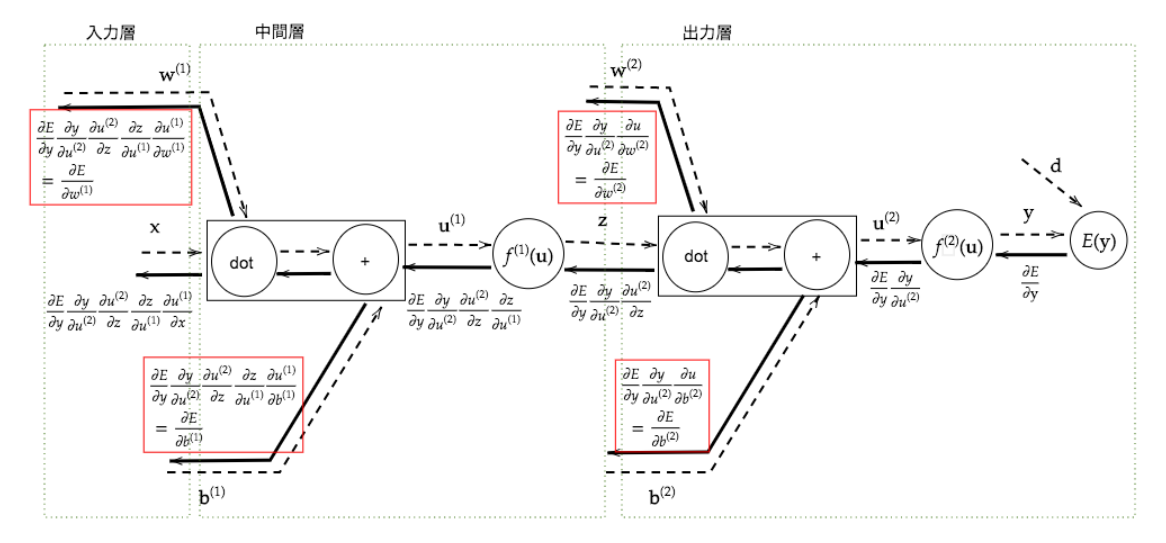 入力層
中間層
出力層
w⁽¹⁾
w⁽²⁾
∂E/∂y ∂y/∂u⁽²⁾ ∂u⁽²⁾/∂z ∂z/∂u⁽¹⁾ ∂u⁽¹⁾/∂w⁽¹⁾
= ∂E/∂w⁽¹⁾
∂E/∂y ∂y/∂u⁽²⁾ ∂u/∂w⁽²⁾
= ∂E/∂w⁽²⁾
d
x
dot
+
u⁽¹⁾
f⁽¹⁾(u)
z
dot
+
u⁽²⁾
f⁽²⁾(u)
y
E(y)
∂E/∂y ∂y/∂u⁽²⁾ ∂u⁽²⁾/∂z ∂z/∂u⁽¹⁾ ∂u⁽¹⁾/∂x
∂E/∂y ∂y/∂u⁽²⁾ ∂u⁽²⁾/∂z ∂z/∂u⁽¹⁾
∂E/∂y ∂y/∂u⁽²⁾ ∂u⁽²⁾/∂z
∂E/∂y ∂y/∂u⁽²⁾
∂E/∂y
∂E/∂y ∂y/∂u⁽²⁾ ∂u⁽²⁾/∂z ∂z/∂u⁽¹⁾ ∂u⁽¹⁾/∂b⁽¹⁾
= ∂E/∂b⁽¹⁾
∂E/∂y ∂y/∂u⁽²⁾ ∂u/∂b⁽²⁾
= ∂E/∂b⁽²⁾
b⁽¹⁾
b⁽²⁾